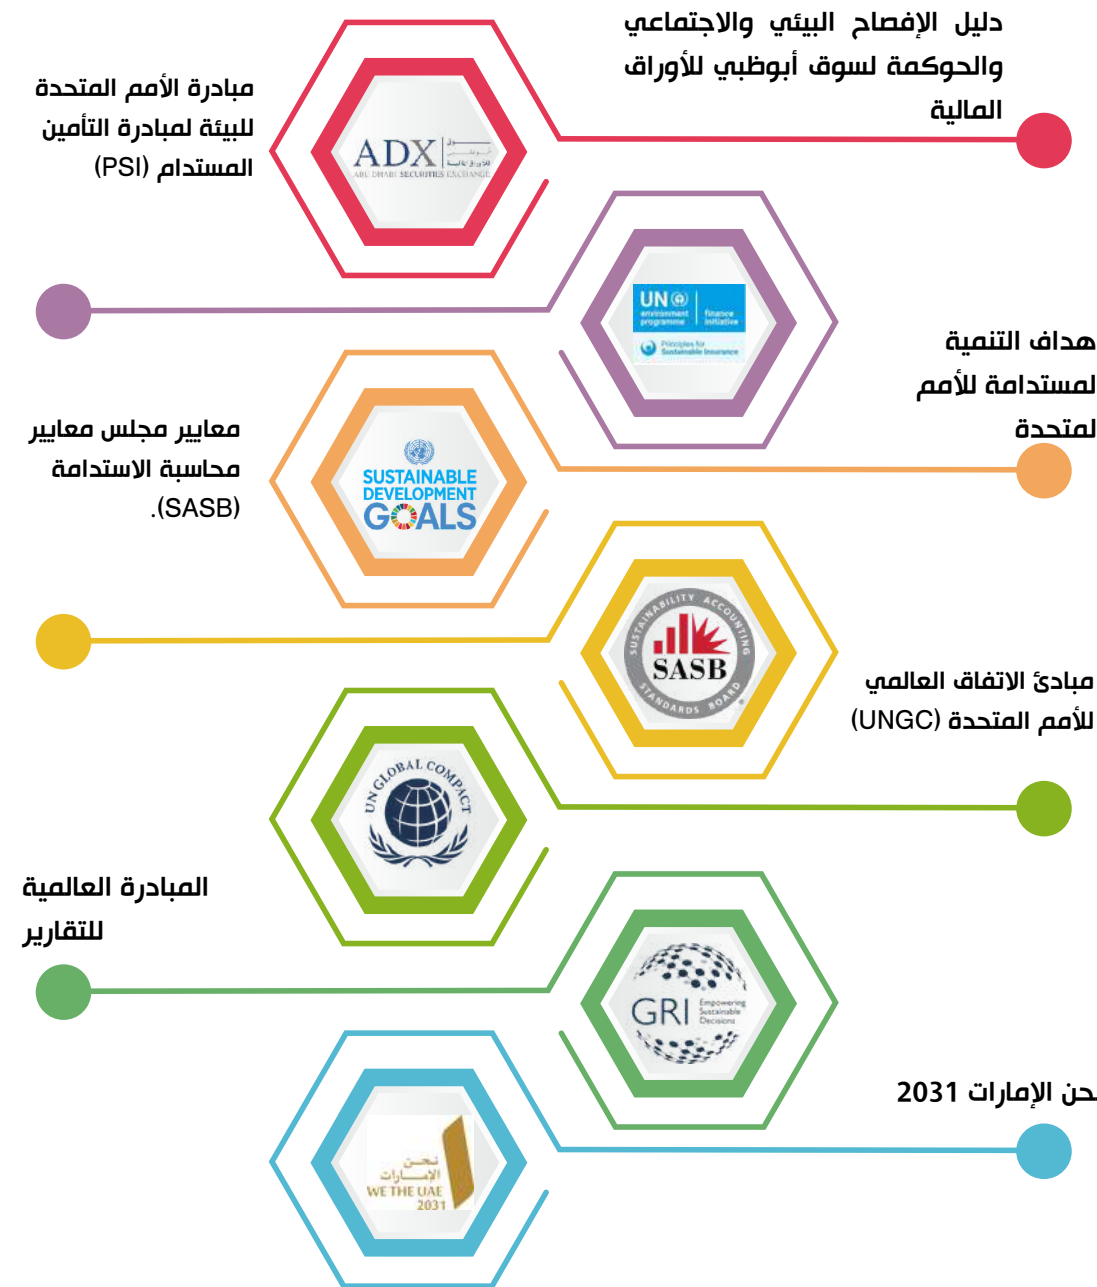 دليل الإفصاح البيئي والاجتماعي
والحوكمة لسوق أبوظبي للأوراق
المالية
مبادرة الأمم المتحدة
للبيئة لمبادرة التأمين
المستدام (PSI)
ADX
ABU DHABI SECURITIES EXCHANGE
UN
environment
programme
finance
initiative
Principles for
Sustainable Insurance
هداف التنمية
لمستدامة للأمم
لمتحدة
معايير مجلس معايير
محاسبة الاستدامة
(SASB).
SUSTAINABLE
DEVELOPMENT
GOALS
SUSTAINABILITY ACCOUNTING
SASB
STANDARDS BOARD
مبادئ الاتفاق العالمي
للأمم المتحدة (UNGC)
UN GLOBAL COMPACT
المبادرة العالمية
للتقارير
GRI
Empowering
Sustainable
Decisions
حن الإمارات 2031
نحن
الإمارات
WE THE UAE
2031